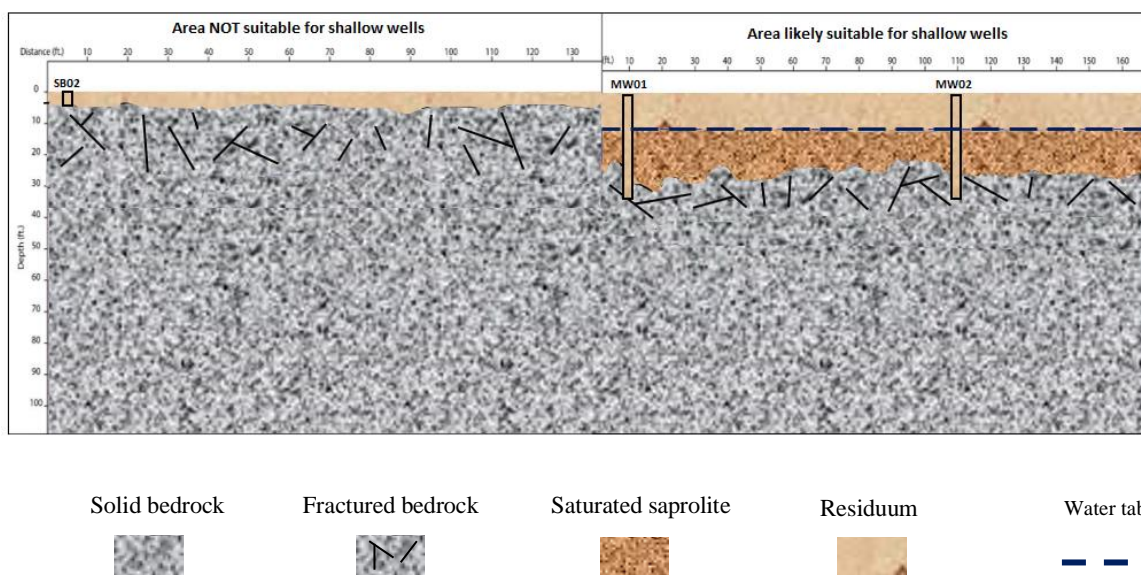 Area NOT suitable for shallow wells
Area likely suitable for shallow wells
Distance (ft.) 10 20 30 40 50 60 70 80 90 100 110 120 130
(ft.) 10 20 30 40 50 60 70 80 90 100 110 120 130 140 150 160
SB02
MW01
MW02
0
10
20
30
40
50
60
70
80
90
100
Depth (ft.)
Solid bedrock
Fractured bedrock
Saturated saprolite
Residuum
Water tab